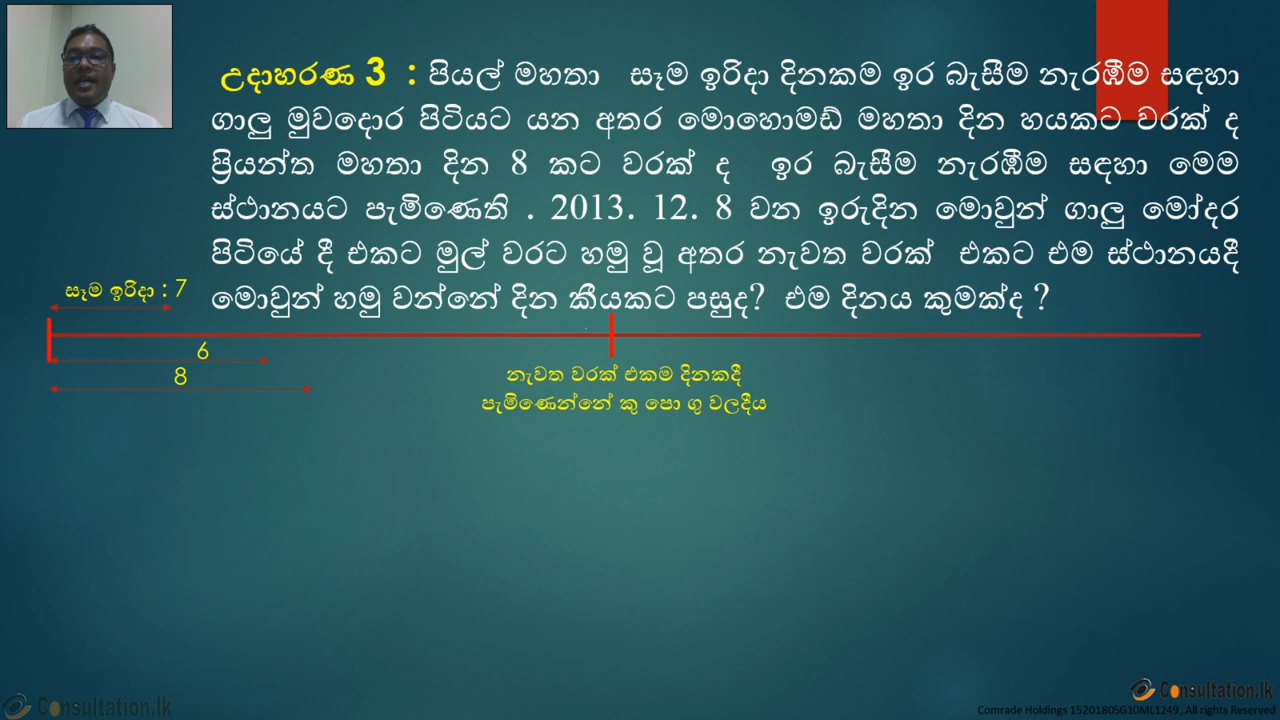 උදාහරණ 3 : පියල් මහතා සෑම ඉරිදා දිනකම ඉර බැසීම නැරඹීම සඳහා
ගාලු මුවදොර පිටියට යන අතර මොහොමඩ් මහතා දින හයකට වරක් ද
ප්‍රියන්ත මහතා දින 8 කට වරක් ද ඉර බැසීම නැරඹීම සඳහා මෙම
ස්ථානයට පැමිණෙති . 2013. 12. 8 වන ඉරුදින මොවුන් ගාලු මෝදර
පිටියේ දී එකට මුල් වරට හමු වූ අතර නැවත වරක් එකට එම ස්ථානයදී
මොවුන් හමු වන්නේ දින කීයකට පසුද? එම දිනය කුමක්ද ?
සෑම ඉරිදා : 7
6
8
නැවත වරක් එකම දිනකදී
පැමිණෙන්නේ කු පො ගු වලදීය
Consultation.lk
Consultation.lk
Comrade Holdings 15201805G10ML1249, All rights Reserved.